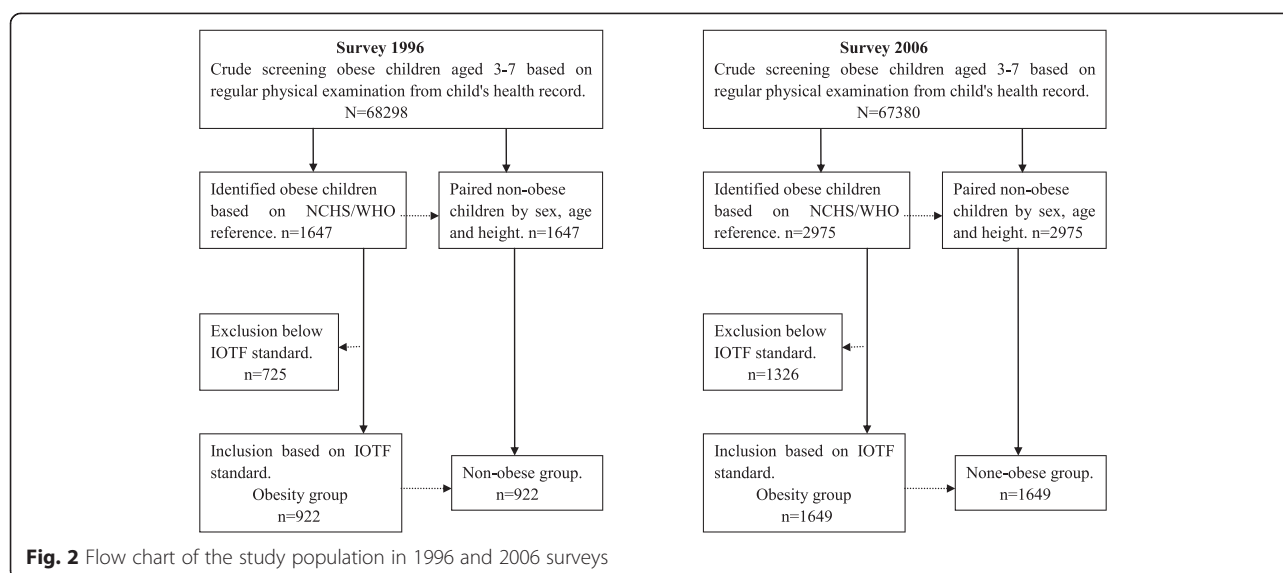 Survey 1996
Crude screening obese children aged 3-7 based on
regular physical examination from child's health record.
N=68298
Identified obese children
based on NCHS/WHO
reference. n=1647
Paired non-obese
children by sex, age
and height. n=1647
Exclusion below
IOTF standard.
n=725
Inclusion based on IOTF
standard.
Obesity group
n=922
Non-obese group.
n=922
Survey 2006
Crude screening obese children aged 3-7 based on
regular physical examination from child's health record.
N=67380
Identified obese children
based on NCHS/WHO
reference. n=2975
Paired non-obese
children by sex, age
and height. n=2975
Exclusion below
IOTF standard.
n=1326
Inclusion based on IOTF
standard.
Obesity group
n=1649
None-obese group.
n=1649
Fig. 2 Flow chart of the study population in 1996 and 2006 surveys